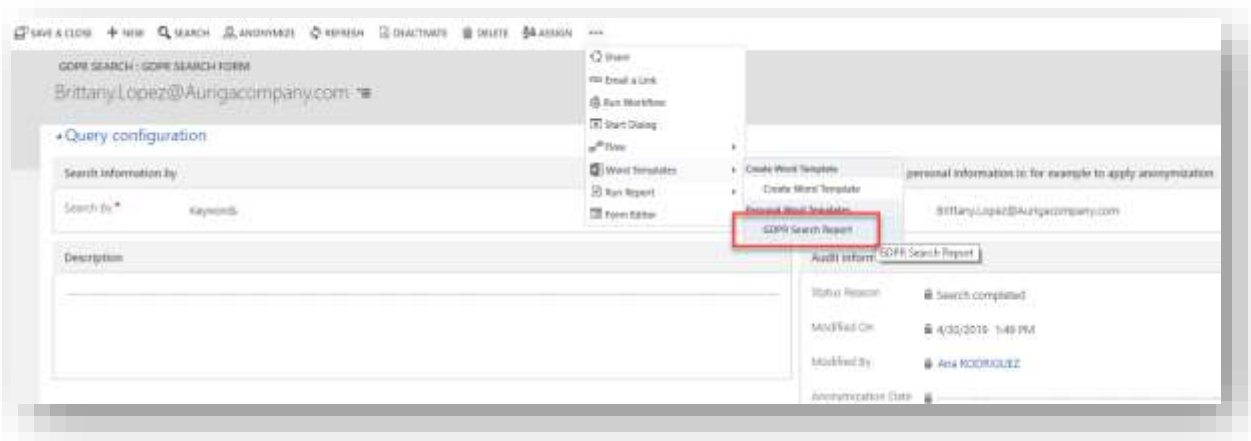 SAVE & CLOSE + NEW SEARCH ANONYMIZE REFRESH DEACTIVATE DELETE ASSIGN ...
GDPR SEARCH : GDPR SEARCH FORM
Brittany.Lopez@Aurigacompany.com
Query configuration
Search information by
Search By *
Keywords
Description
Share
Email a Link
Run Workflow
Start Dialog
Flow
Word Templates
Run Report
Form Editor
Create Word Template
Create Word Template
Personal Word Templates
GDPR Search Report
GDPR Search Report
personal information is: for example to apply anonymization
Brittany.Lopez@Aurigacompany.com
Audit inform
Status Reason
Search completed
Modified On
4/30/2019 1:49 PM
Modified By
Ana RODRIGUEZ
Anonymization Date